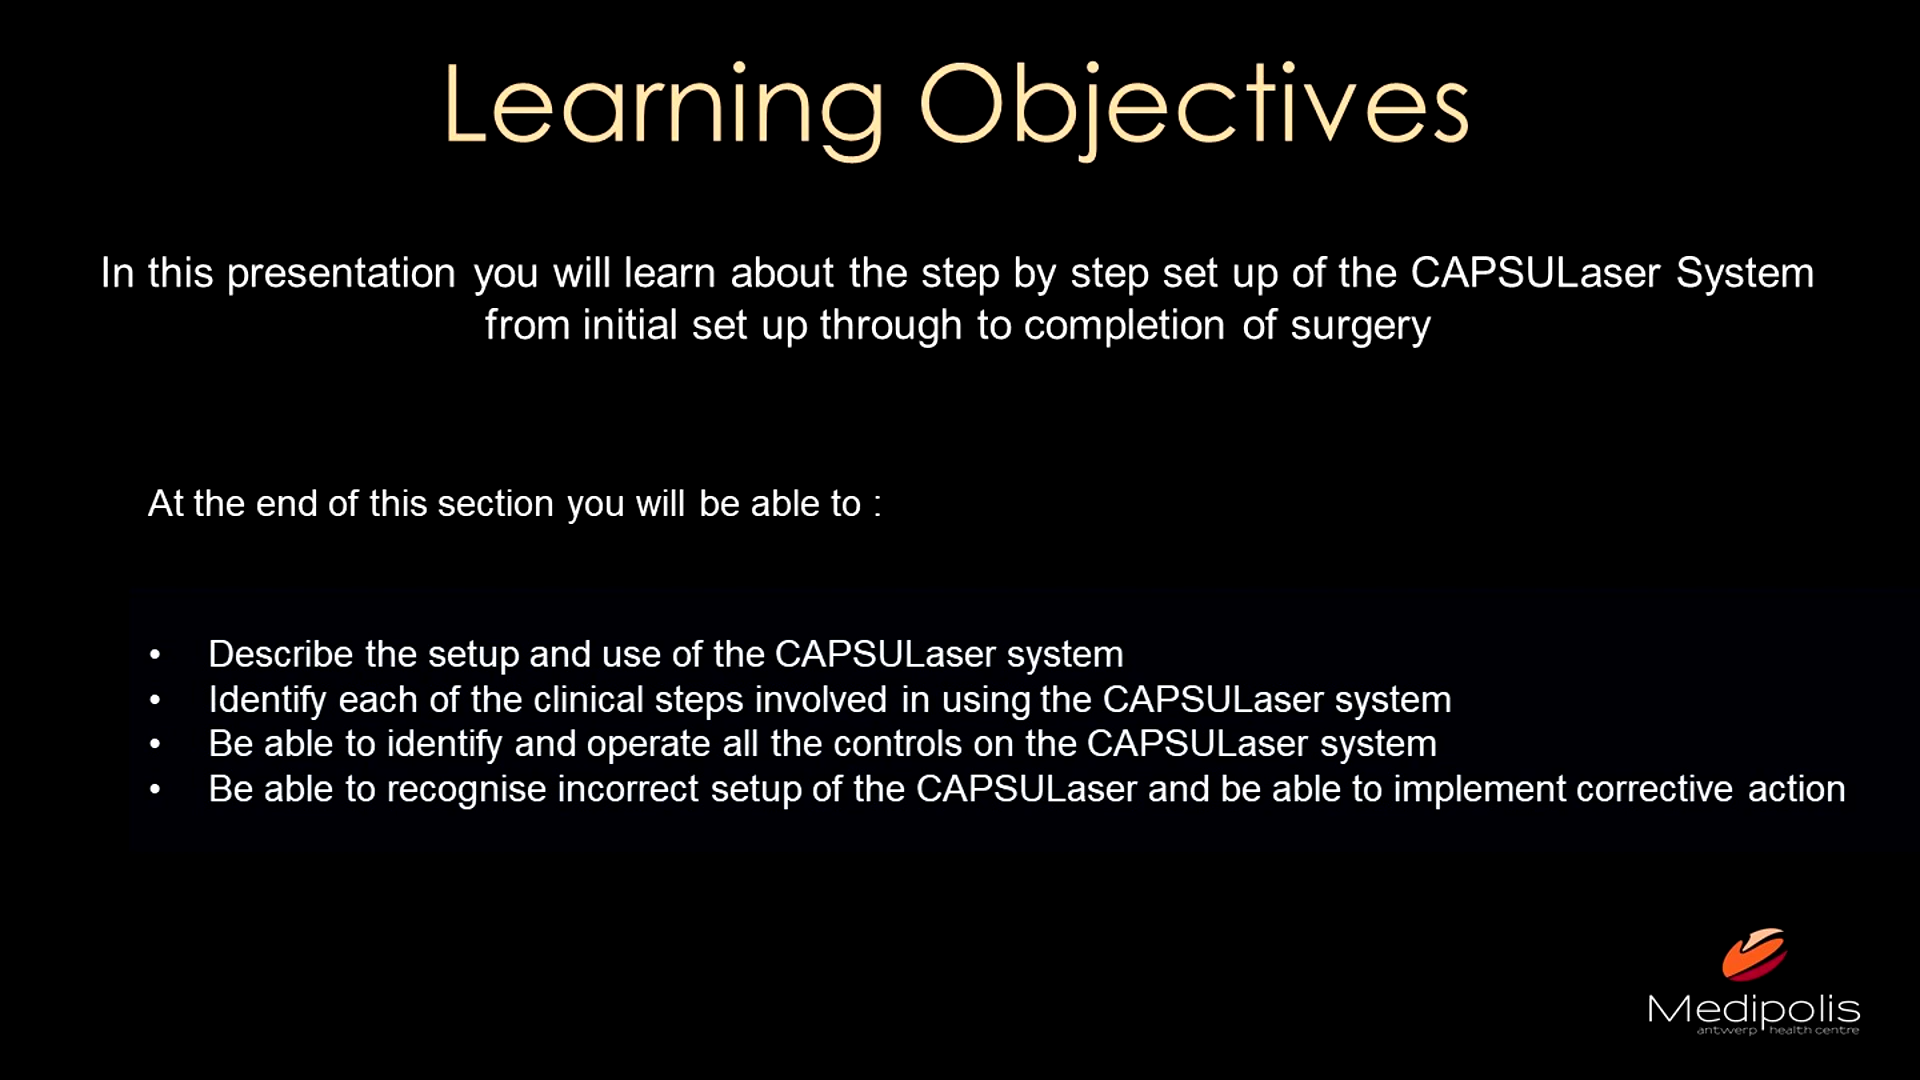 Learning Objectives
In this presentation you will learn about the step by step set up of the CAPSULaser System
from initial set up through to completion of surgery
At the end of this section you will be able to :
• Describe the setup and use of the CAPSULaser system
• Identify each of the clinical steps involved in using the CAPSULaser system
• Be able to identify and operate all the controls on the CAPSULaser system
• Be able to recognise incorrect setup of the CAPSULaser and be able to implement corrective action
Medipolis
antwerp health centre